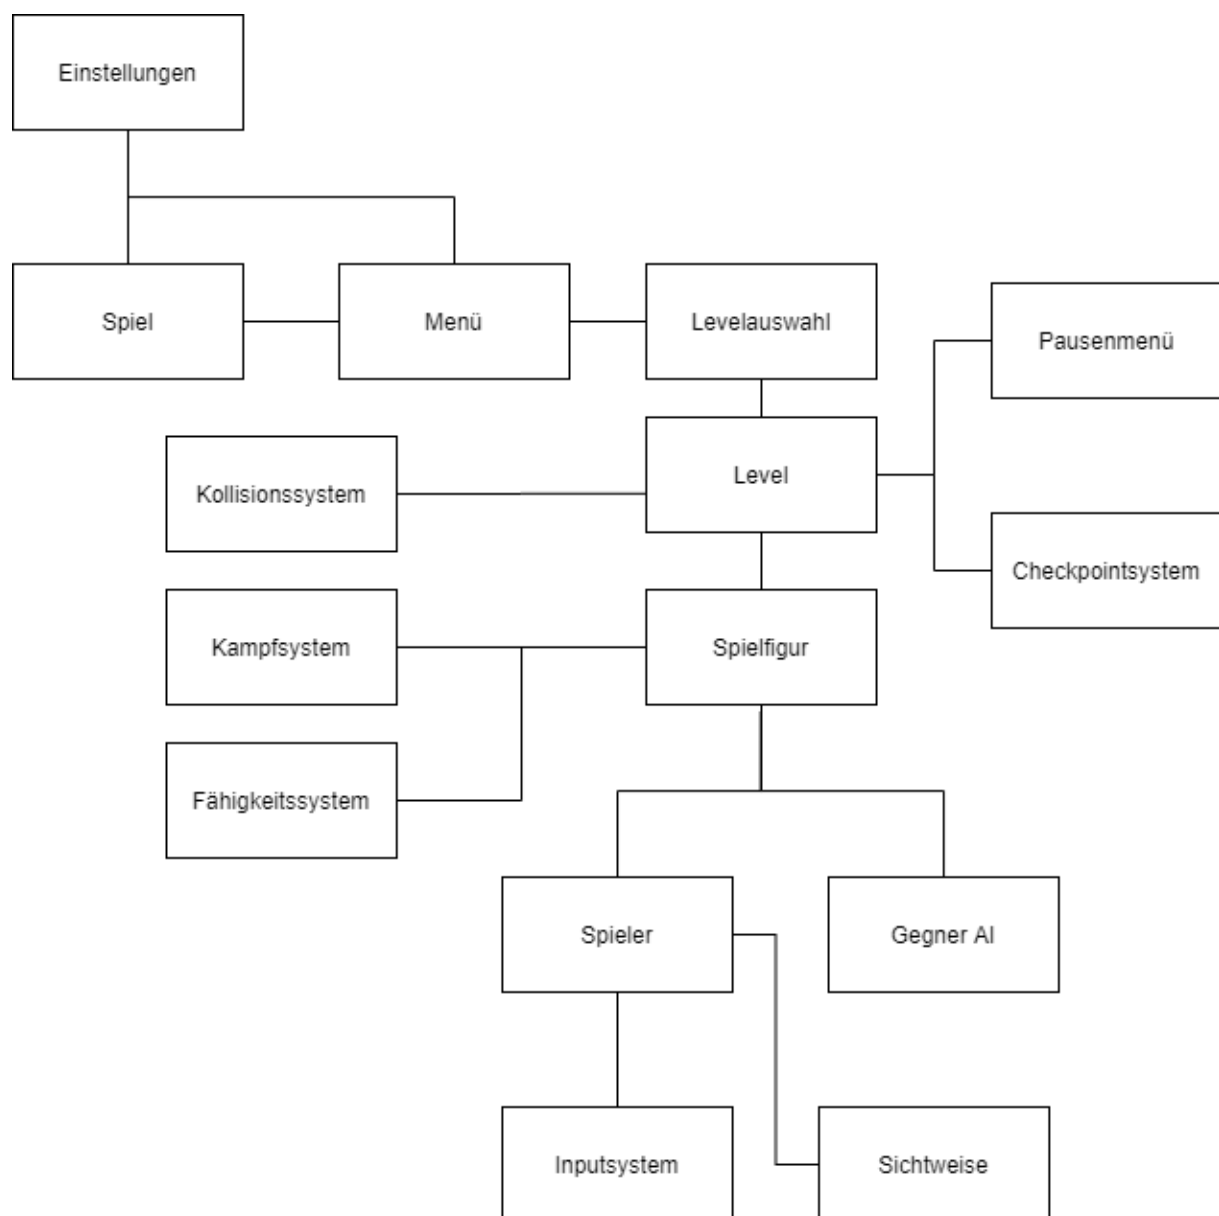 Einstellungen
Spiel
Menü
Levelauswahl
Pausenmenü
Level
Kollisionssystem
Checkpointsystem
Kampfsystem
Spielfigur
Fähigkeitssystem
Spieler
Gegner AI
Inputsystem
Sichtweise